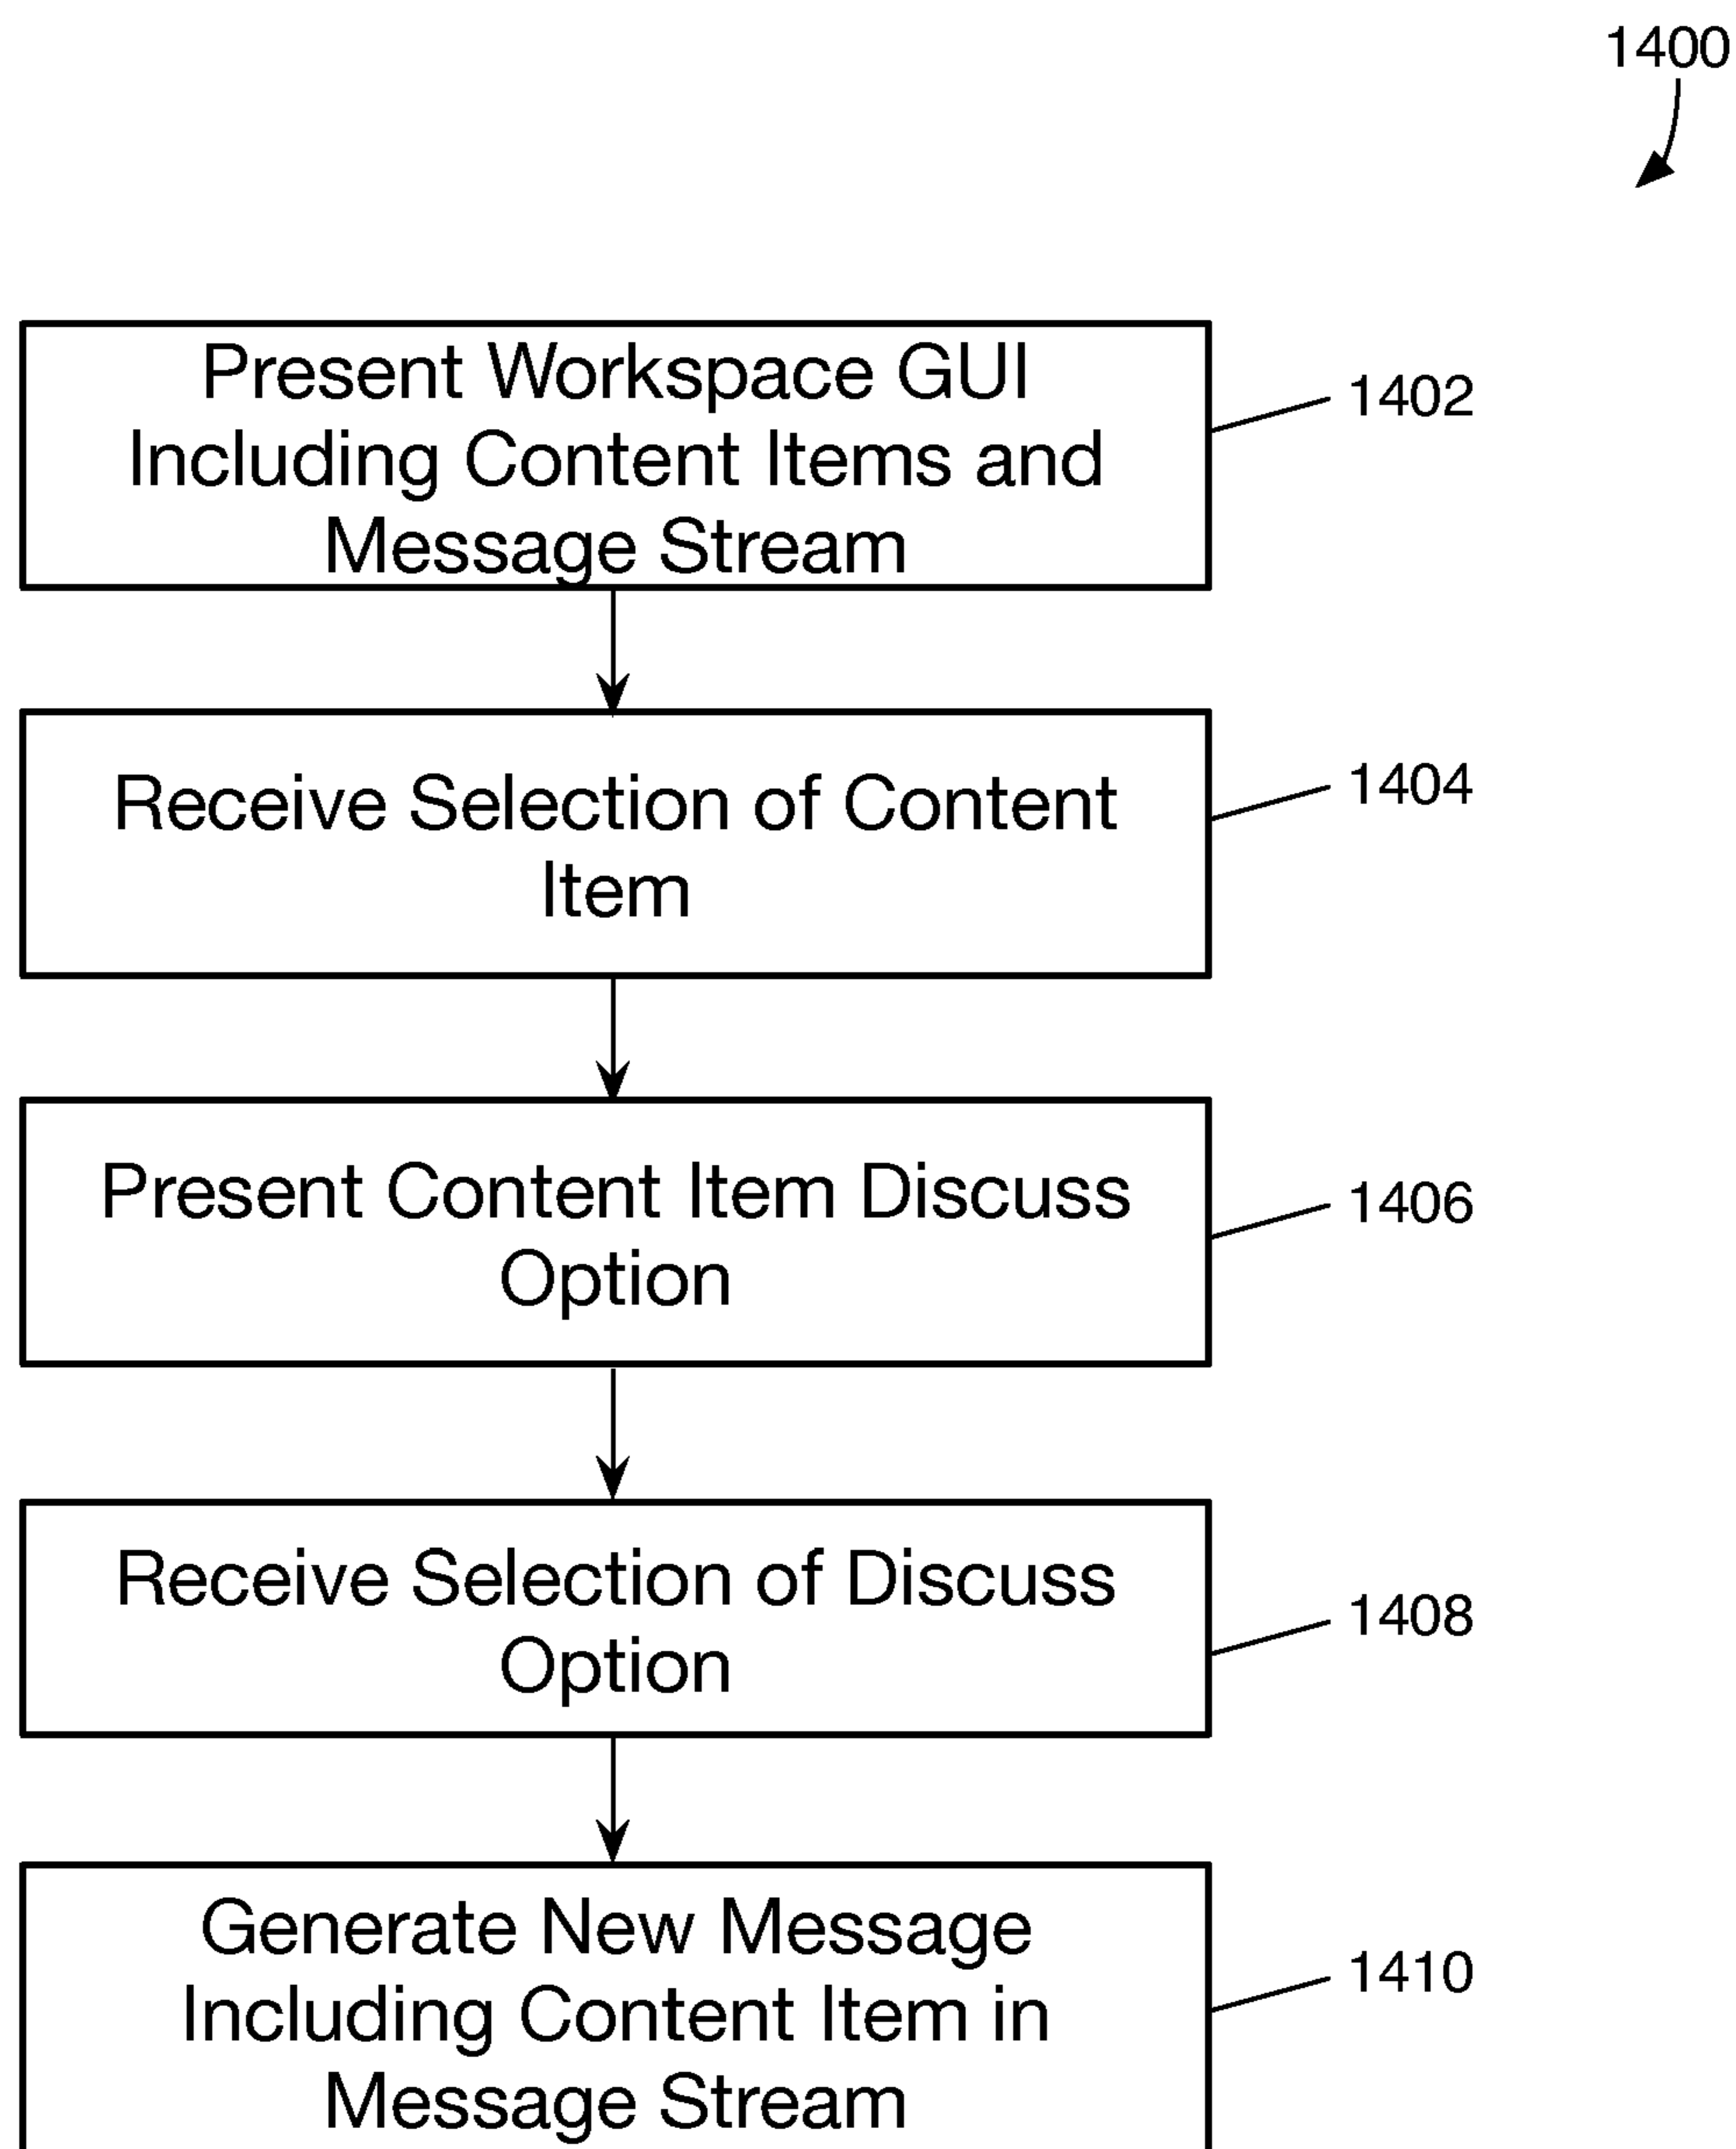 1400
Present Workspace GUI
Including Content Items and
Message Stream
1402
Receive Selection of Content
Item
1404
Present Content Item Discuss
Option
1406
Receive Selection of Discuss
Option
1408
Generate New Message
Including Content Item in
Message Stream
1410